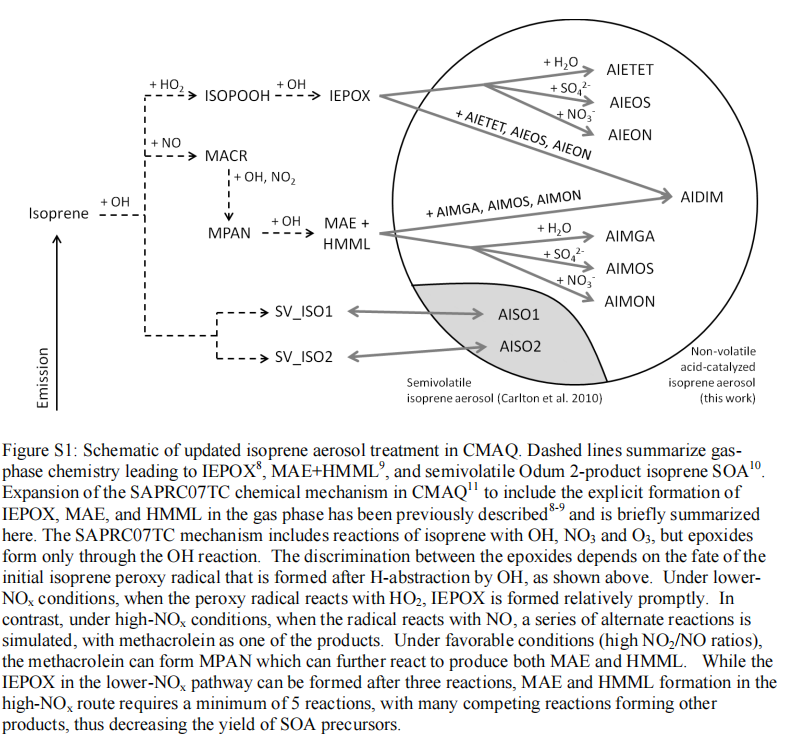 + H₂O
AIETET
+ HO₂
ISOPOOH
+ OH
IEPOX
+ SO₄²⁻
AIEOS
+ NO₃⁻
AIEON
+ AIETET, AIEOS, AIEON
+ NO
MACR
+ OH, NO₂
+ OH
Isoprene
AIDIM
+ AIMGA, AIMOS, AIMON
MPAN
+ OH
MAE +
HMML
+ H₂O
AIMGA
+ SO₄²⁻
AIMOS
+ NO₃⁻
AIMON
SV_ISO1
AISO1
SV_ISO2
AISO2
Emission
Semivolatile
isoprene aerosol (Carlton et al. 2010)
Non-volatile
acid-catalyzed
isoprene aerosol
(this work)
Figure S1: Schematic of updated isoprene aerosol treatment in CMAQ. Dashed lines summarize gas-
phase chemistry leading to IEPOX⁸, MAE+HMML⁹, and semivolatile Odum 2-product isoprene SOA¹⁰.
Expansion of the SAPRC07TC chemical mechanism in CMAQ¹¹ to include the explicit formation of
IEPOX, MAE, and HMML in the gas phase has been previously described⁸⁻⁹ and is briefly summarized
here. The SAPRC07TC mechanism includes reactions of isoprene with OH, NO₃ and O₃, but epoxides
form only through the OH reaction. The discrimination between the epoxides depends on the fate of the
initial isoprene peroxy radical that is formed after H-abstraction by OH, as shown above. Under lower-
NOₓ conditions, when the peroxy radical reacts with HO₂, IEPOX is formed relatively promptly. In
contrast, under high-NOₓ conditions, when the radical reacts with NO, a series of alternate reactions is
simulated, with methacrolein as one of the products. Under favorable conditions (high NO₂/NO ratios),
the methacrolein can form MPAN which can further react to produce both MAE and HMML. While the
IEPOX in the lower-NOₓ pathway can be formed after three reactions, MAE and HMML formation in the
high-NOₓ route requires a minimum of 5 reactions, with many competing reactions forming other
products, thus decreasing the yield of SOA precursors.